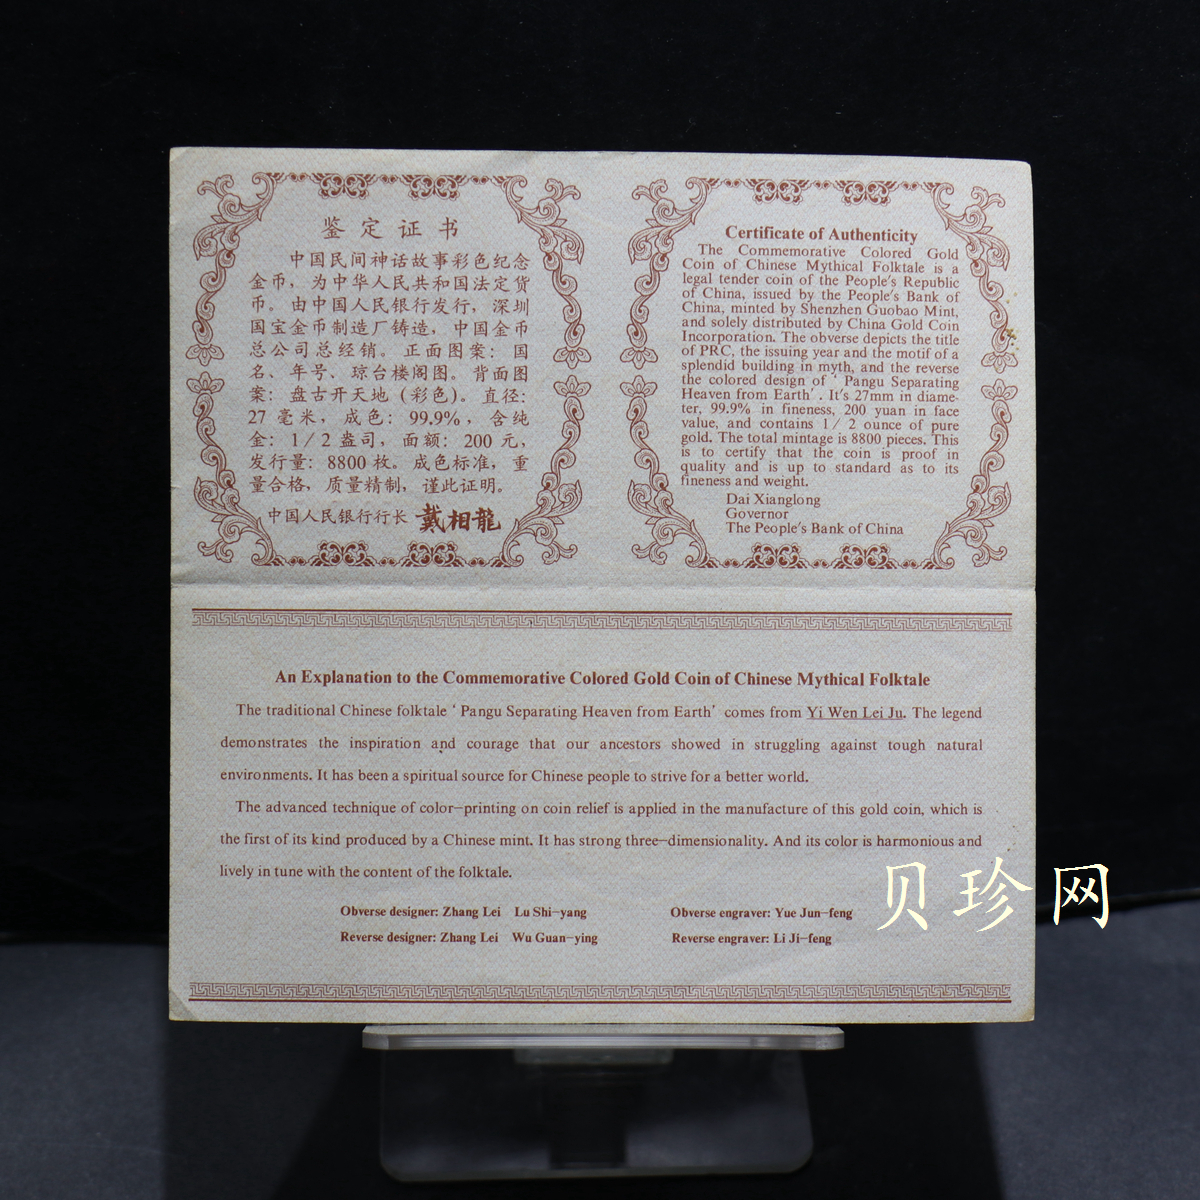 鉴定证书
中国民间神话故事彩色纪念
金币，为中华人民共和国法定货
币。由中国人民银行发行，深圳
国宝金币制造厂铸造，中国金币
总公司总经销。正面图案：国
名、年号、琼台楼阁图。背面图
案：盘古开天地（彩色）。直径：
27 毫米，成色：99.9%，含纯
金：1/2 盎司，面额：200 元，
发行量：8800 枚。成色标准，重
量合格，质量精制，谨此证明。
中国人民银行行长 戴相龍
Certificate of Authenticity
The Commemorative Colored Gold
Coin of Chinese Mythical Folktale is a
legal tender coin of the People's Republic
of China, issued by the People's Bank of
China, minted by Shenzhen Guobao Mint,
and solely distributed by China Gold Coin
Incorporation. The obverse depicts the title
of PRC, the issuing year and the motif of a
splendid building in myth, and the reverse
the colored design of ' Pangu Separating
Heaven from Earth' . It's 27mm in diame-
ter, 99.9% in fineness, 200 yuan in face
value, and contains 1/2 ounce of pure
gold. The total mintage is 8800 pieces. This
is to certify that the coin is proof in
quality and is up to standard as to its
fineness and weight.
Dai Xianglong
Governor
The People's Bank of China
An Explanation to the Commemorative Colored Gold Coin of Chinese Mythical Folktale
The traditional Chinese folktale ' Pangu Separating Heaven from Earth' comes from Yi Wen Lei Ju. The legend
demonstrates the inspiration and courage that our ancestors showed in struggling against tough natural
environments. It has been a spiritual source for Chinese people to strive for a better world.
The advanced technique of color-printing on coin relief is applied in the manufacture of this gold coin, which is
the first of its kind produced by a Chinese mint. It has strong three-dimensionality. And its color is harmonious and
lively in tune with the content of the folktale.
Obverse designer: Zhang Lei Lu Shi-yang Obverse engraver: Yue Jun-feng
Reverse designer: Zhang Lei Wu Guan-ying Reverse engraver: Li Ji-feng
贝珍网